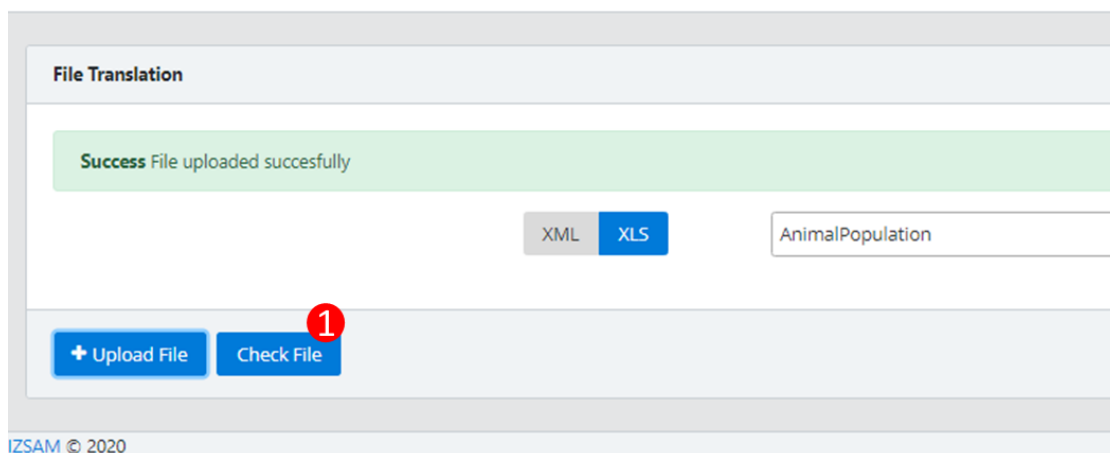 File Translation
Success File uploaded succesfully
XML XLS AnimalPopulation
1
+ Upload File Check File
IZSAM © 2020